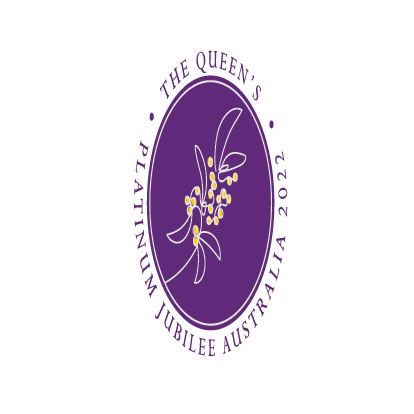 THE QUEEN'S
PLATINUM JUBILEE AUSTRALIA 2022